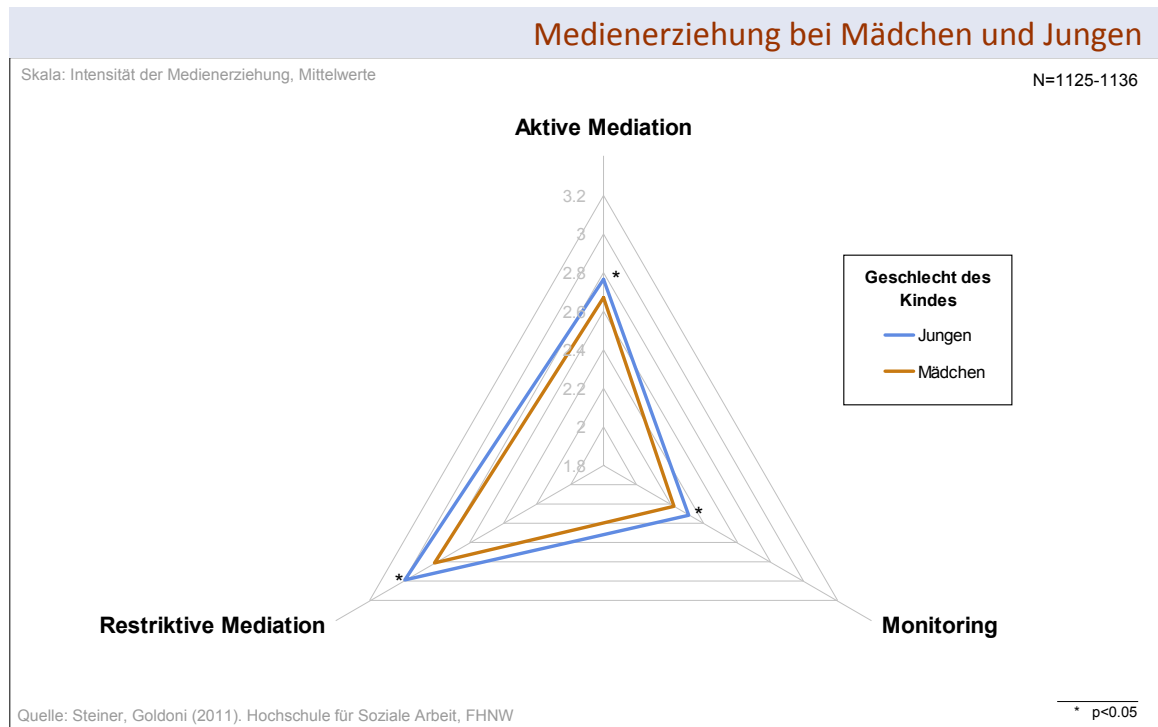 Medienerziehung bei Mädchen und Jungen
Skala: Intensität der Medienerziehung, Mittelwerte
N=1125-1136
Aktive Mediation
3.2
3
2.8
*
2.6
2.4
2.2
2
1.8
Geschlecht des
Kindes
Jungen
Mädchen
*
*
Restriktive Mediation
Monitoring
Quelle: Steiner, Goldoni (2011). Hochschule für Soziale Arbeit, FHNW
* p<0.05